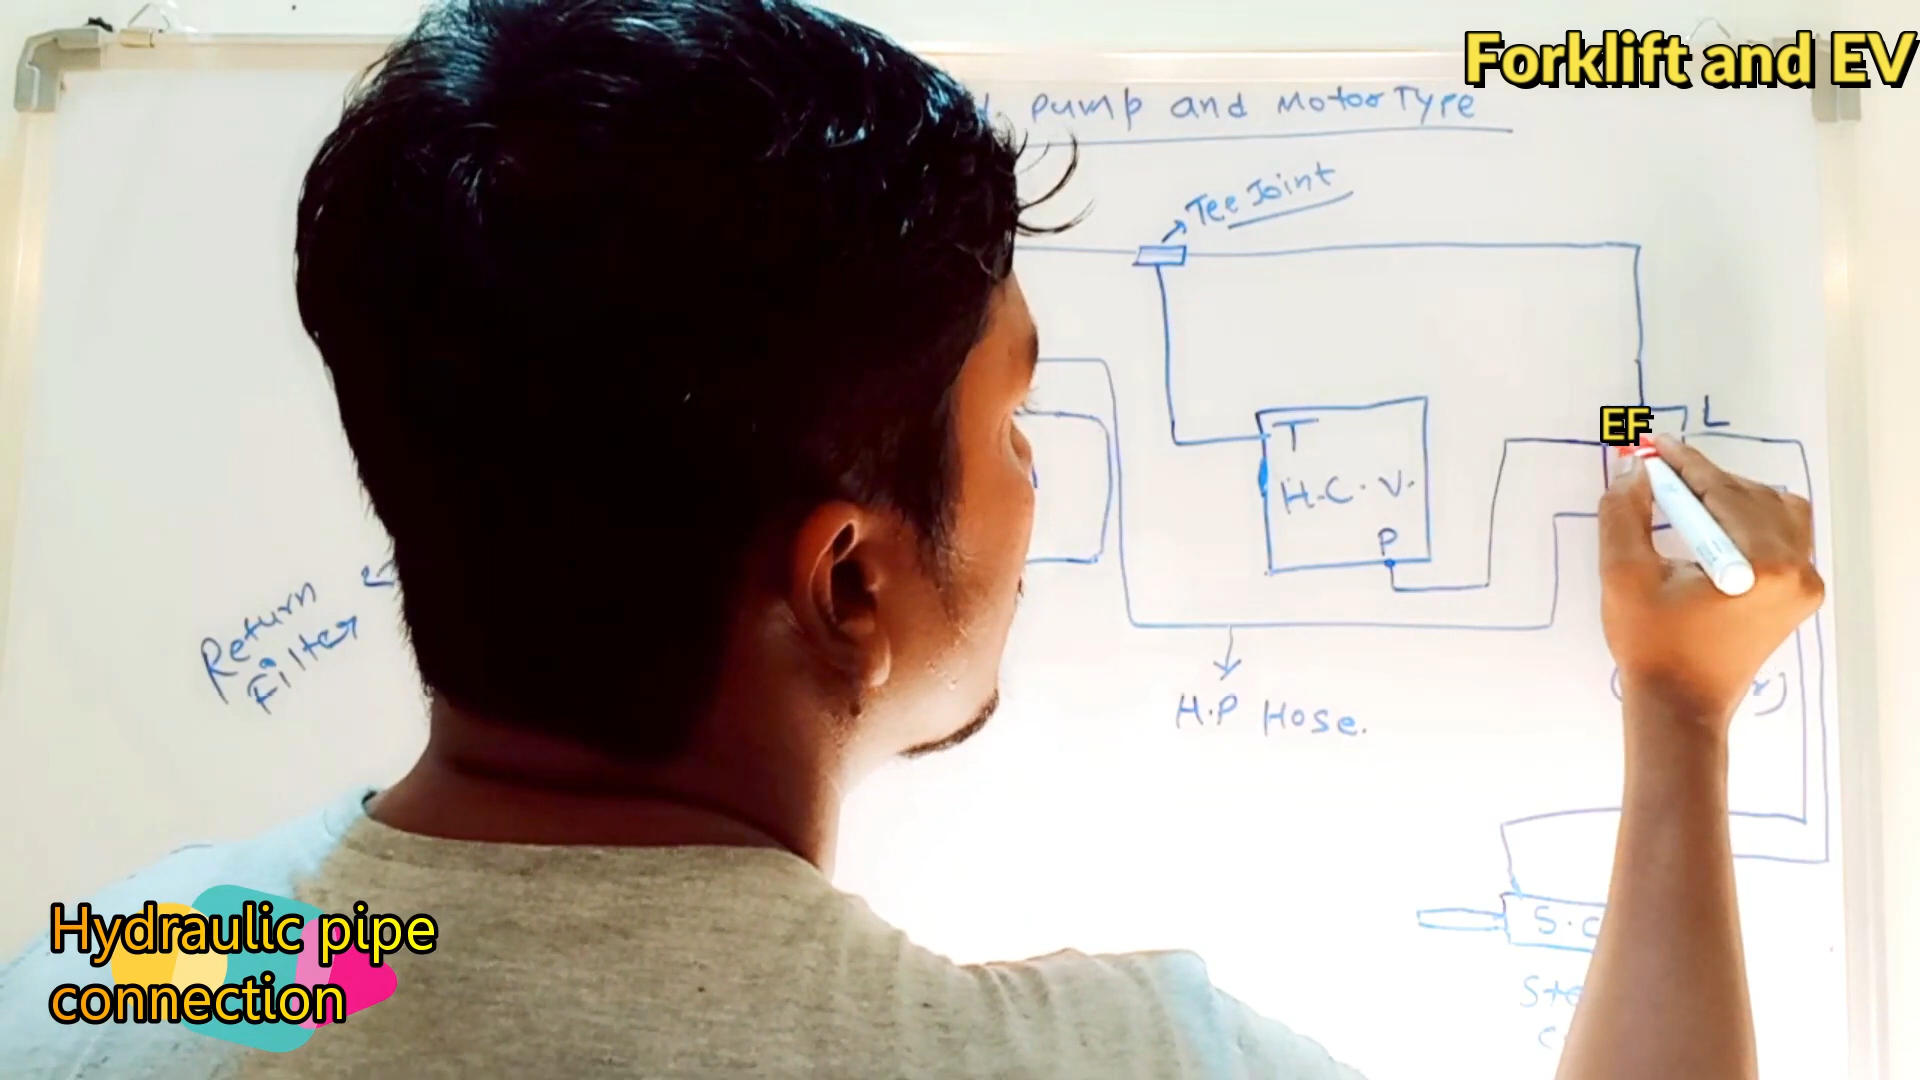 Forklift and EV
Pump and Motor Type
Tee Joint
L
EF
T
H.C.V.
P
Return
Filter
H.P Hose.
S.C
Hydraulic pipe
connection